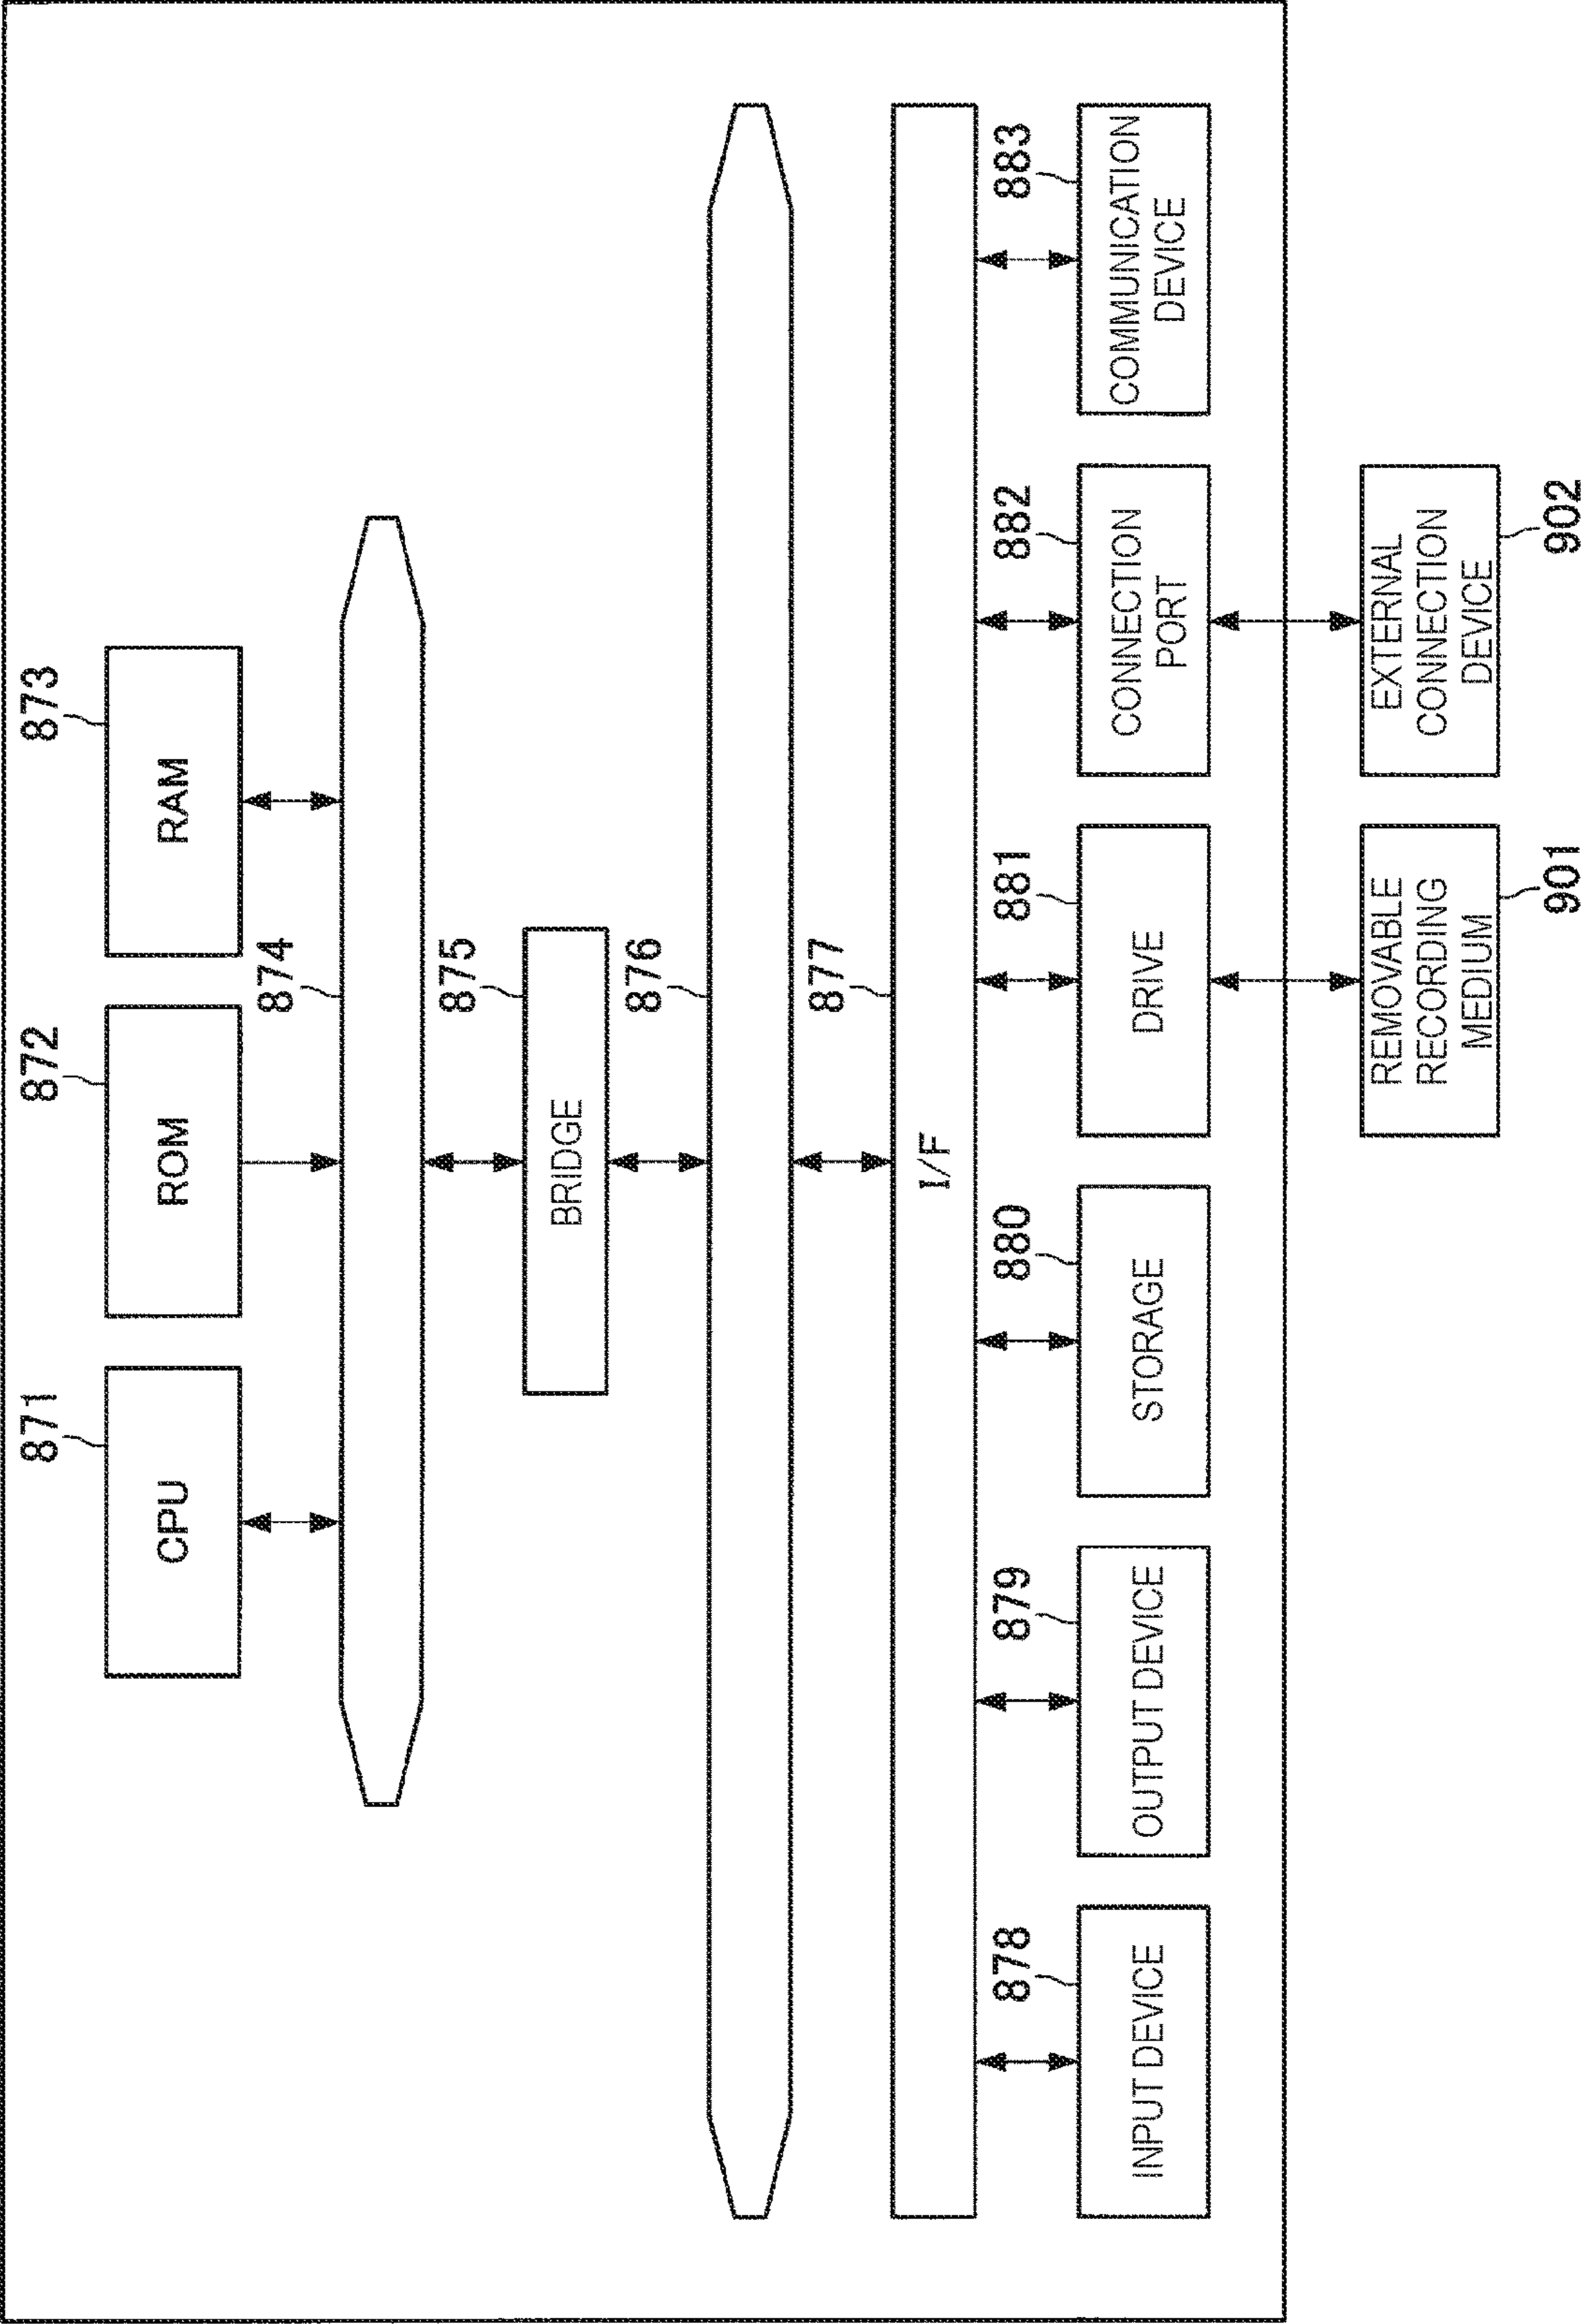 871
CPU
872
ROM
873
RAM
874
875
BRIDGE
876
877
I/F
878
INPUT DEVICE
879
OUTPUT DEVICE
880
STORAGE
881
DRIVE
882
CONNECTION
PORT
883
COMMUNICATION
DEVICE
REMOVABLE
RECORDING
MEDIUM
901
EXTERNAL
CONNECTION
DEVICE
902